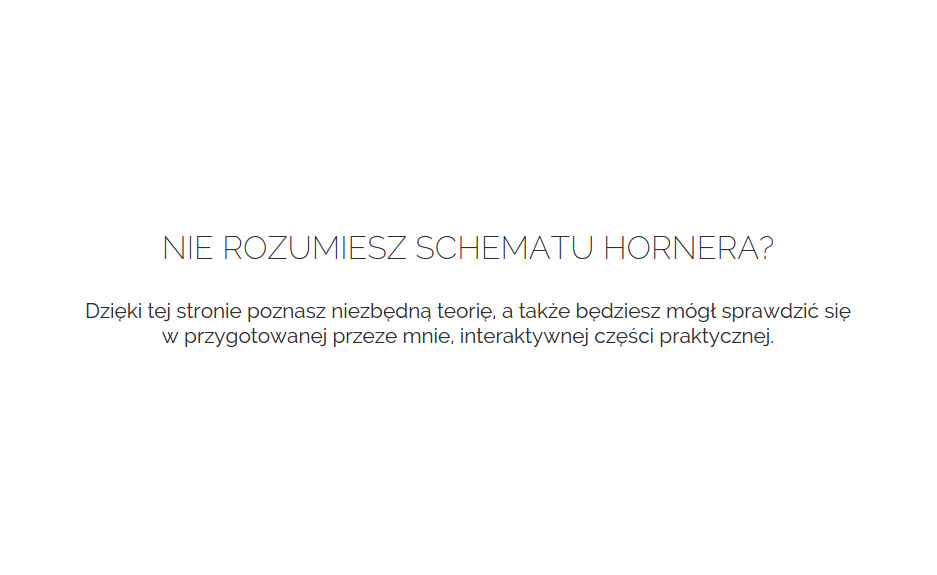 NIE ROZUMIESZ SCHEMATU HORNERA?
Dzięki tej stronie poznasz niezbędną teorię, a także będziesz mógł sprawdzić się
w przygotowanej przeze mnie, interaktywnej części praktycznej.